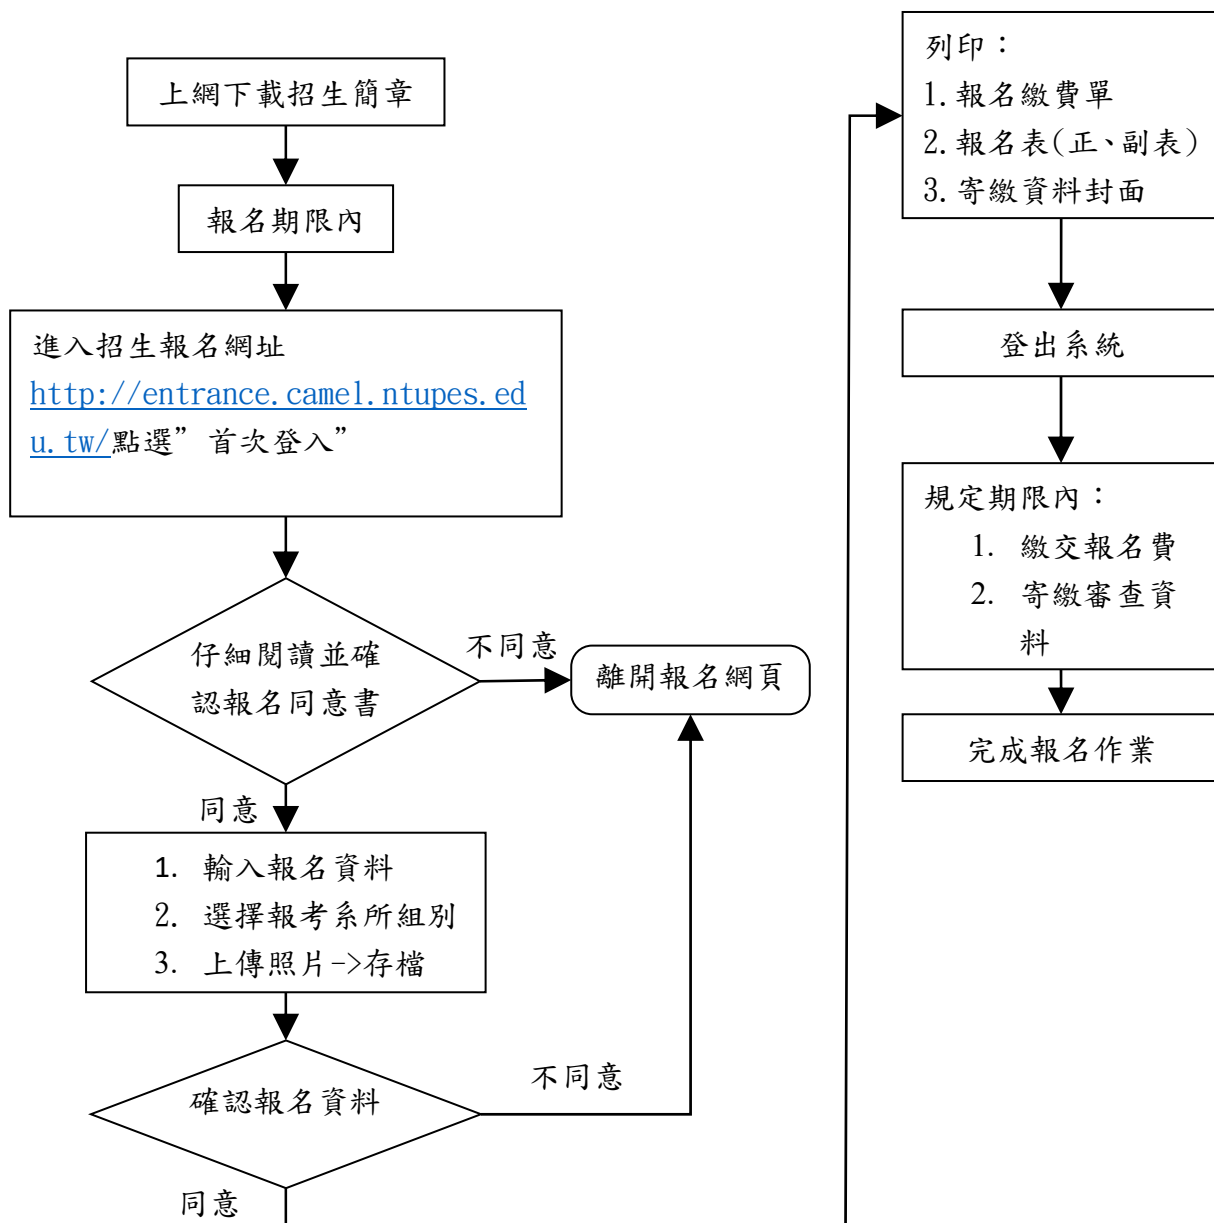 上網下載招生簡章
報名期限內
進入招生報名網址
http://entrance.camel.ntupes.ed
u.tw/點選”首次登入”
仔細閱讀並確
認報名同意書
不同意
離開報名網頁
同意
1. 輸入報名資料
2. 選擇報考系所組別
3. 上傳照片->存檔
確認報名資料
不同意
同意
列印：
1.報名繳費單
2.報名表(正、副表)
3.寄繳資料封面
登出系統
規定期限內：
1. 繳交報名費
2. 寄繳審查資
料
完成報名作業